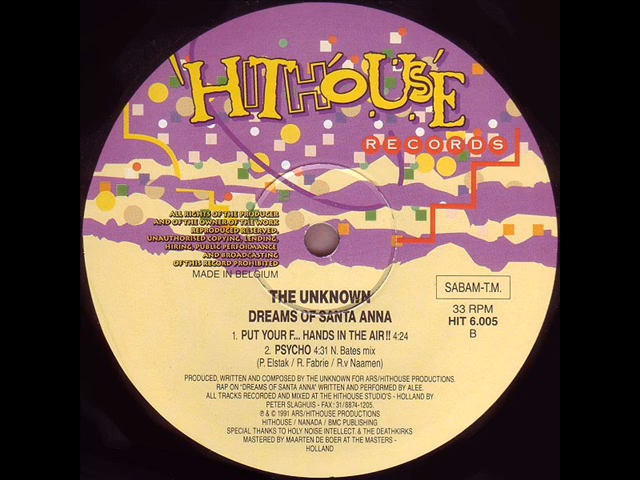 HITHOUSE
RECORDS
ALL RIGHTS OF THE PRODUCER
AND OF THE OWNER OF THE WORK
REPRODUCED RESERVED.
UNAUTHORISED COPYING, LENDING,
HIRING, PUBLIC PERFORMANCE
AND BROADCASTING
OF THIS RECORD PROHIBITED
MADE IN BELGIUM
THE UNKNOWN
DREAMS OF SANTA ANNA
SABAM-T.M.
33 RPM
HIT 6.005
B
1. PUT YOUR F... HANDS IN THE AIR!! 4:24
2. PSYCHO 4:31 N. Bates mix
(P. Elstak / R. Fabrie / R.v Naamen)
PRODUCED, WRITTEN AND COMPOSED BY THE UNKNOWN FOR ARS/HITHOUSE PRODUCTIONS.
RAP ON "DREAMS OF SANTA ANNA" WRITTEN AND PERFORMED BY ALEE.
ALL TRACKS RECORDED AND MIXED AT THE HITHOUSE STUDIO'S - HOLLAND BY
PETER SLAGHUIS - FAX: 31/6874-1205.
℗ & © 1991 ARS/HITHOUSE PRODUCTIONS
HITHOUSE / NANADA / BMC PUBLISHING
SPECIAL THANKS TO HOLY NOISE INTELLECT. & THE DEATHKIRKS
MASTERED BY MAARTEN DE BOER AT THE MASTERS -
HOLLAND